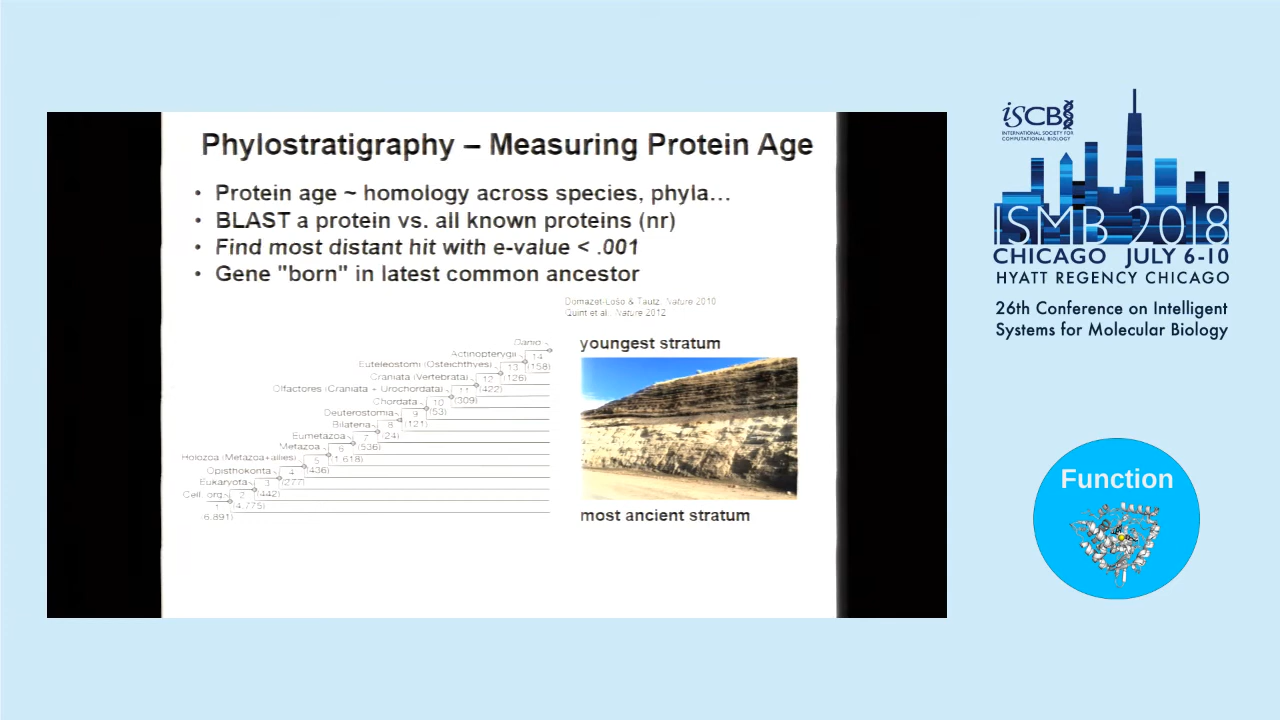 Phylostratigraphy – Measuring Protein Age
• Protein age ~ homology across species, phyla…
• BLAST a protein vs. all known proteins (nr)
• Find most distant hit with e-value < .001
• Gene "born" in latest common ancestor
Domazet-Lošo & Tautz, Nature 2010
Quint et al. Nature 2012
youngest stratum
Danio
Actinopterygii 14
Euteleostomi (Osteichthyes) 13 (158)
Craniata (Vertebrata) 12 (126)
Olfactores (Craniata + Urochordata) 11 (422)
Chordata 10 (309)
Deuterostomia 9 (53)
Bilateria 8 (121)
Eumetazoa 7 (24)
Metazoa 6 (536)
Holozoa (Metazoa+allies) 5 (1.618)
Opisthokonta 4 (436)
Eukaryota 3 (277)
Cell. org. 2 (442)
1 (4.775)
6.891)
most ancient stratum
iSCB
INTERNATIONAL SOCIETY FOR
COMPUTATIONAL BIOLOGY
ISMB 2018
CHICAGO JULY 6-10
HYATT REGENCY CHICAGO
26th Conference on Intelligent
Systems for Molecular Biology
Function